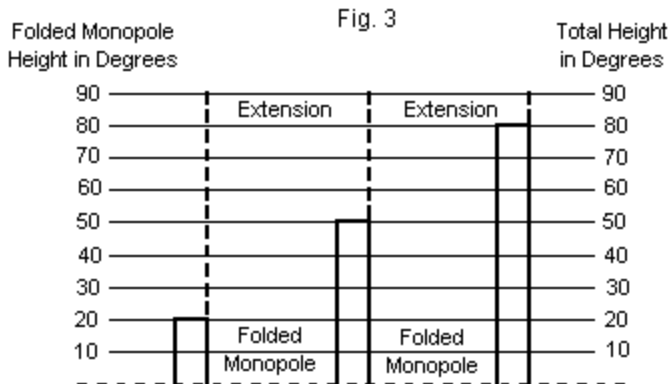 Fig. 3
Folded Monopole
Height in Degrees
Total Height
in Degrees
90
Extension
Extension
90
80
80
70
70
60
60
50
50
40
40
30
30
20
20
Folded
Monopole
Folded
Monopole
10
10